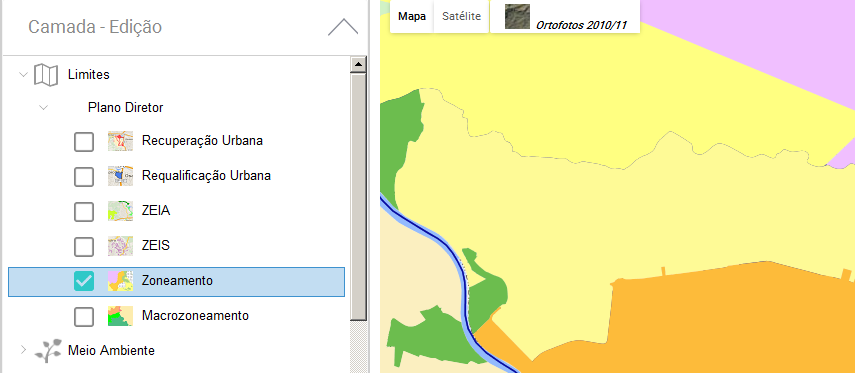 Camada - Edição
Limites
Plano Diretor
Recuperação Urbana
Requalificação Urbana
ZEIA
ZEIS
Zoneamento
Macrozoneamento
Meio Ambiente
Mapa
Satélite
Ortofotos 2010/11